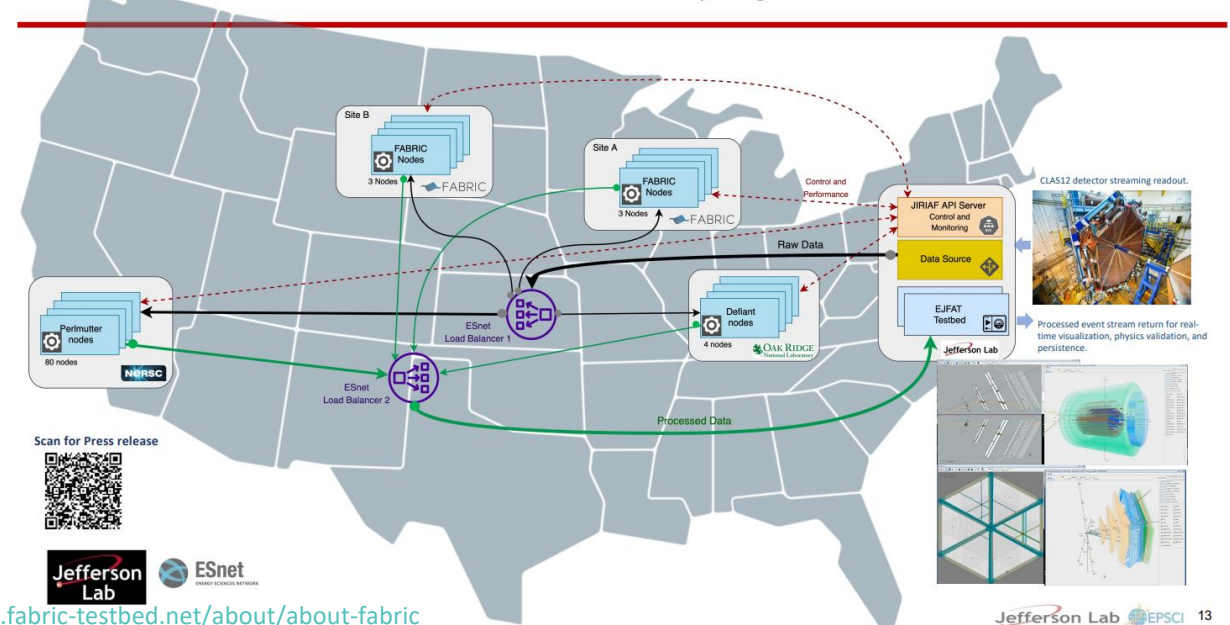 Site B
FABRIC
Nodes
3 Nodes
FABRIC
Site A
FABRIC
Nodes
3 Nodes
FABRIC
Control and
Performance
CLAS12 detector streaming readout.
JIRIAF API Server
Control and
Monitoring
Raw Data
Data Source
Perlmutter
nodes
80 nodes
NERSC
ESnet
Load Balancer 1
Defiant
nodes
4 nodes
OAK RIDGE
National Laboratory
EJFAT
Testbed
Jefferson Lab
Processed event stream return for real-
time visualization, physics validation, and
persistence.
ESnet
Load Balancer 2
Processed Data
Scan for Press release
Jefferson
Lab
ESnet
ENERGY SCIENCES NETWORK
.fabric-testbed.net/about/about-fabric
Jefferson Lab
EPSCI
13